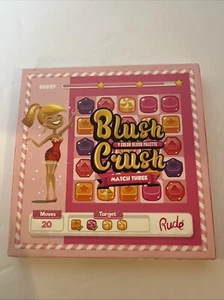 Blush
9 COLOR BLUSH PALETTE
Crush
MATCH THREE
Moves
20
Target
Rude